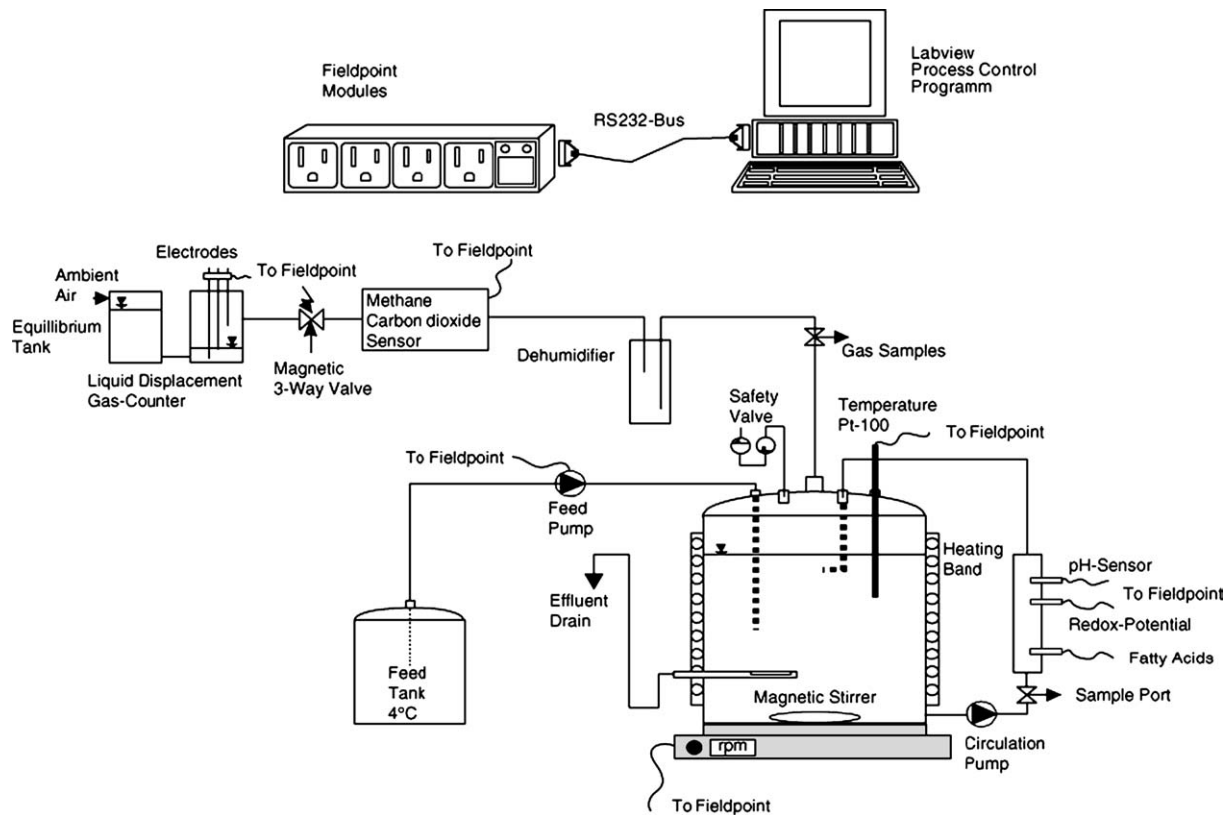 Fieldpoint
Modules
RS232-Bus
Labview
Process Control
Programm
Electrodes
To Fieldpoint
To Fieldpoint
Ambient
Air
Equillibrium
Tank
Methane
Carbon dioxide
Sensor
Liquid Displacement
Gas-Counter
Magnetic
3-Way Valve
Dehumidifier
Gas Samples
Safety
Valve
Temperature
Pt-100
To Fieldpoint
To Fieldpoint
Feed
Pump
Heating
Band
pH-Sensor
To Fieldpoint
Redox-Potential
Fatty Acids
Effluent
Drain
Feed
Tank
4°C
Magnetic Stirrer
Sample Port
Circulation
Pump
rpm
To Fieldpoint